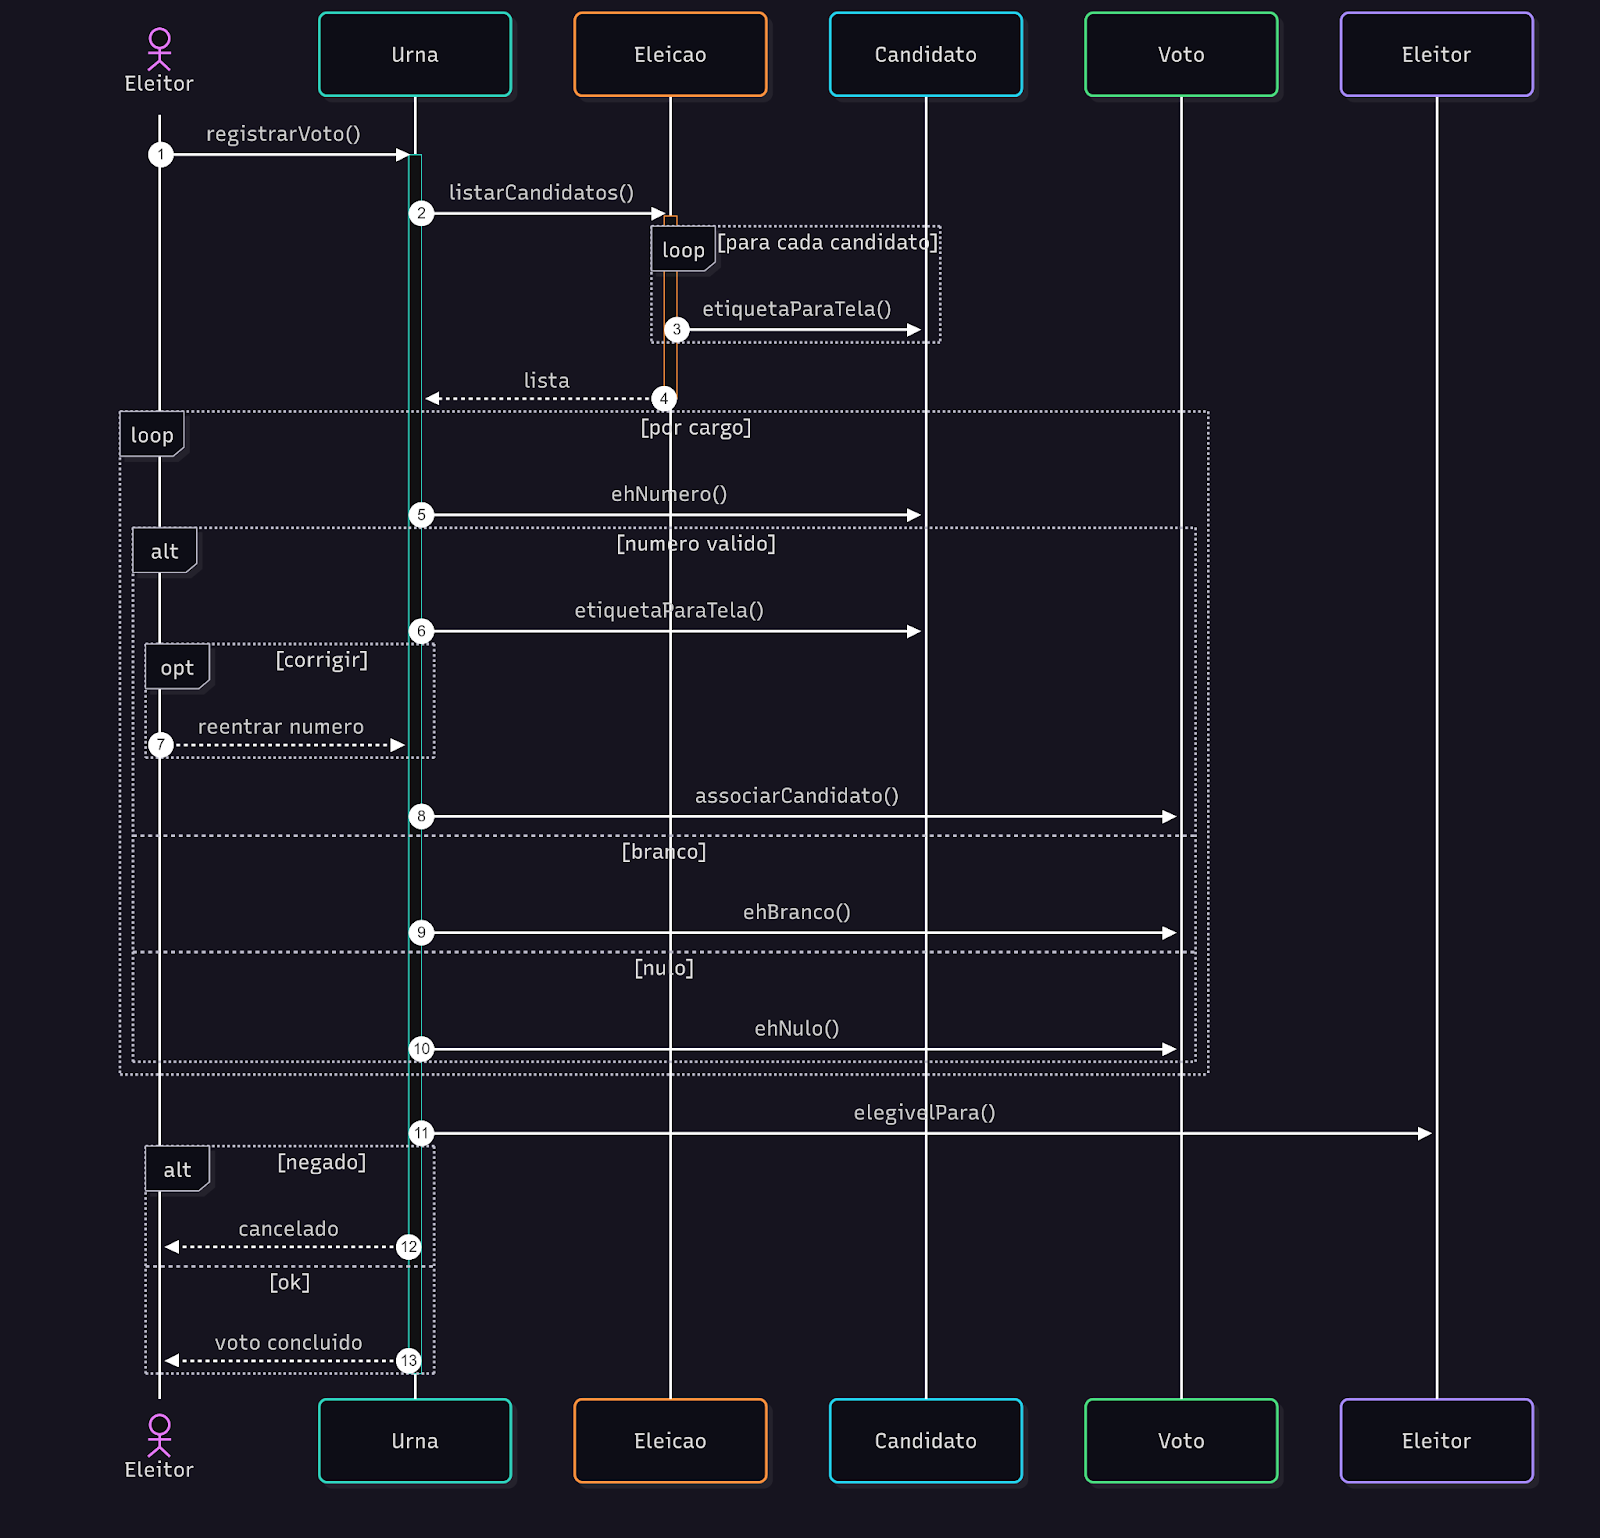 Eleitor
Urna
Eleicao
Candidato
Voto
Eleitor
registrarVoto()
1
listarCandidatos()
2
loop
[para cada candidato]
etiquetaParaTela()
3
lista
4
loop
[por cargo]
ehNumero()
5
alt
[numero valido]
etiquetaParaTela()
6
opt
[corrigir]
reentrar numero
7
associarCandidato()
8
[branco]
ehBranco()
9
[nulo]
ehNulo()
10
elegivelPara()
11
alt
[negado]
cancelado
12
[ok]
voto concluido
13
Eleitor
Urna
Eleicao
Candidato
Voto
Eleitor